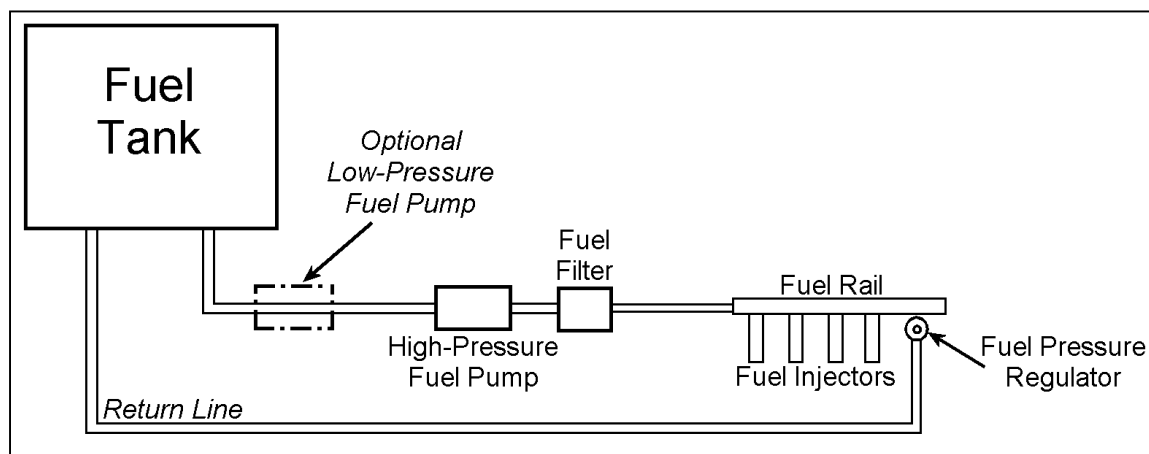 Fuel
Tank
Optional
Low-Pressure
Fuel Pump
Fuel
Filter
Fuel Rail
High-Pressure
Fuel Pump
Fuel Injectors
Fuel Pressure
Regulator
Return Line